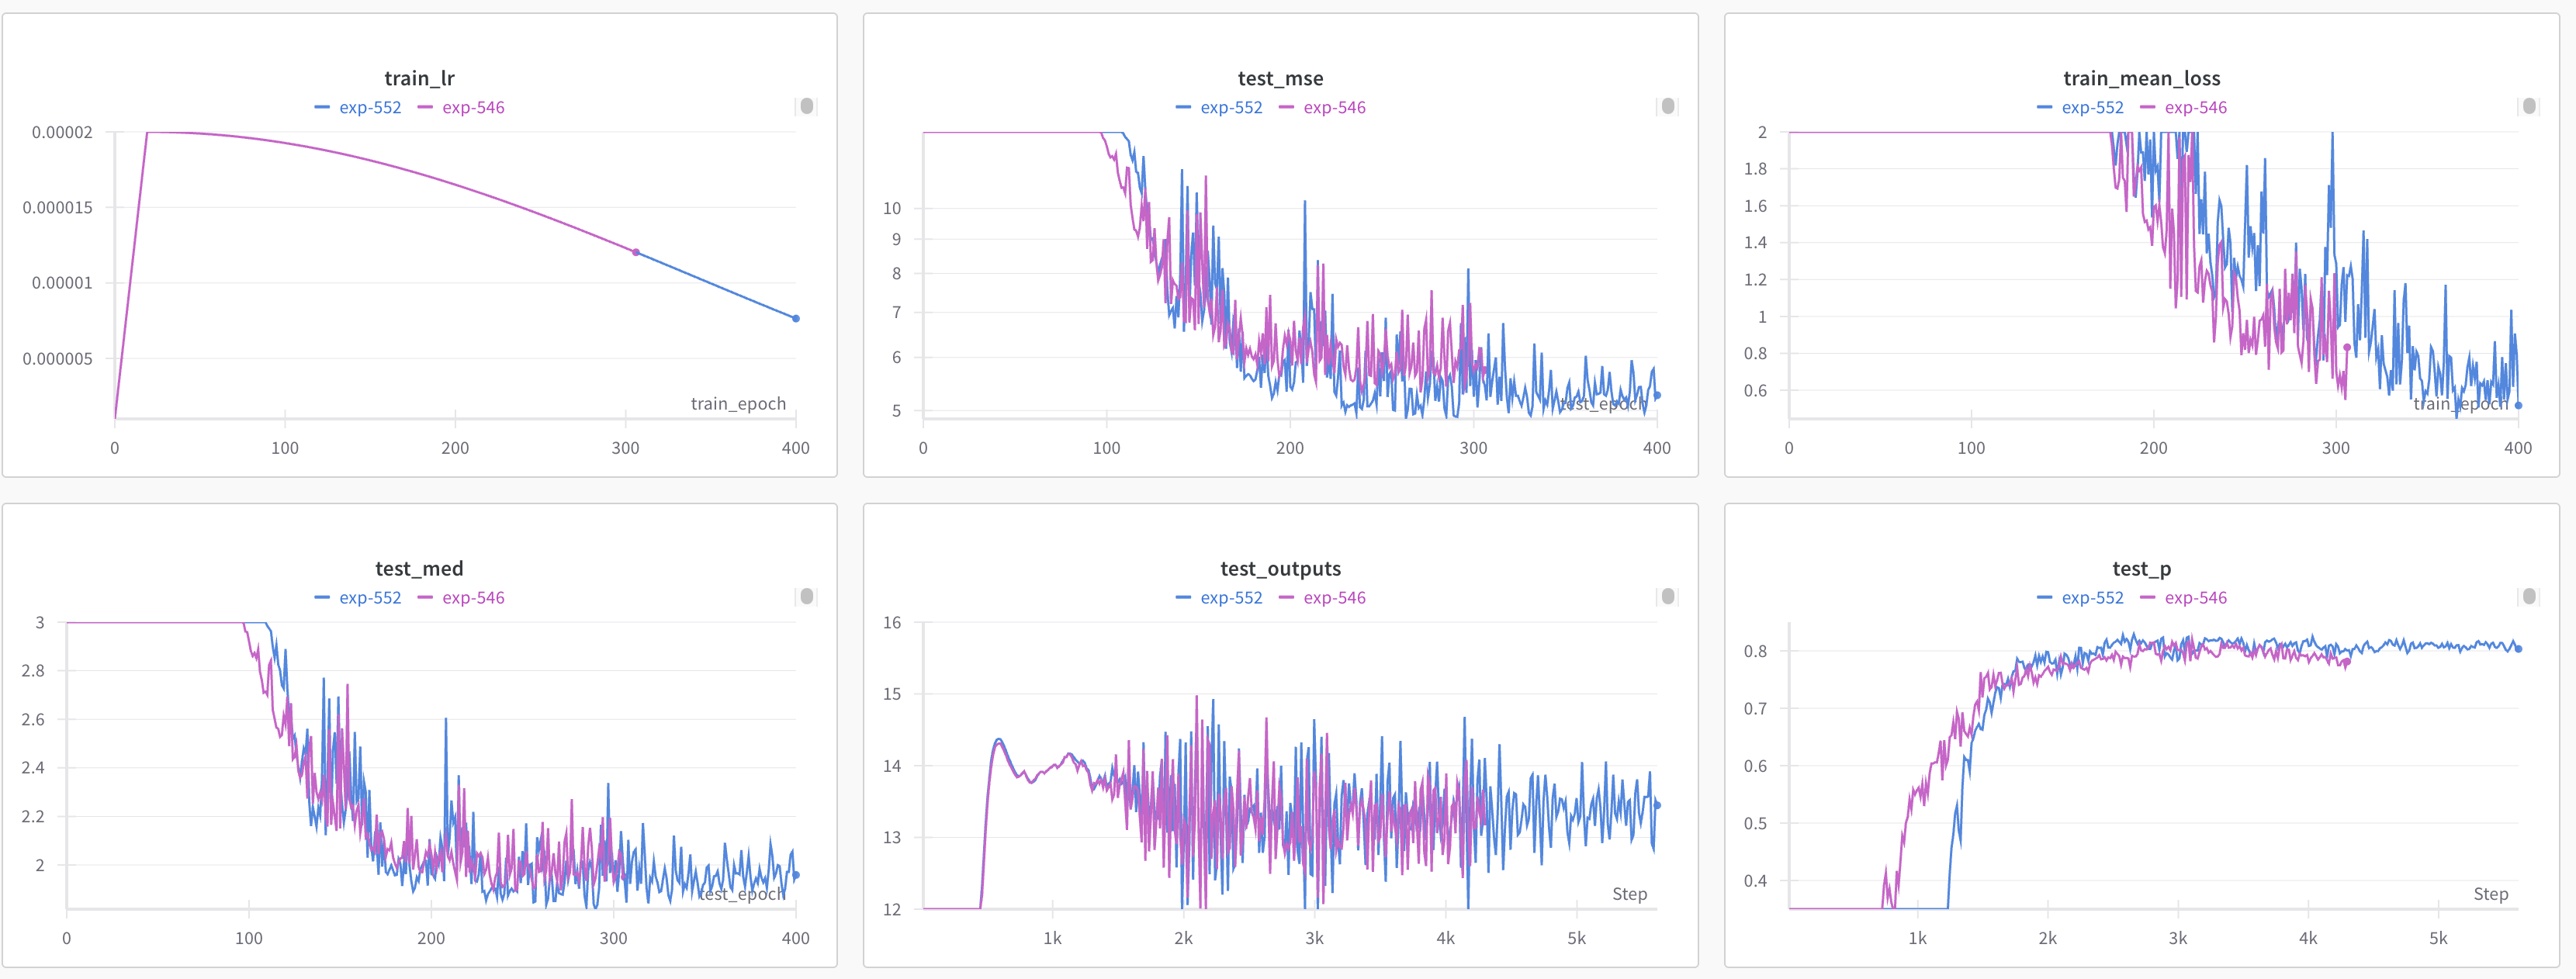 train_lr
exp-552 exp-546
0.00002
0.000015
0.00001
0.000005
train_epoch
0 100 200 300 400
test_mse
exp-552 exp-546
10
9
8
7
6
5
test_epoch
0 100 200 300 400
train_mean_loss
exp-552 exp-546
2
1.8
1.6
1.4
1.2
1
0.8
0.6
train_epoch
0 100 200 300 400
test_med
exp-552 exp-546
3
2.8
2.6
2.4
2.2
2
test_epoch
0 100 200 300 400
test_outputs
exp-552 exp-546
16
15
14
13
12
Step
1k 2k 3k 4k 5k
test_p
exp-552 exp-546
0.8
0.7
0.6
0.5
0.4
Step
1k 2k 3k 4k 5k